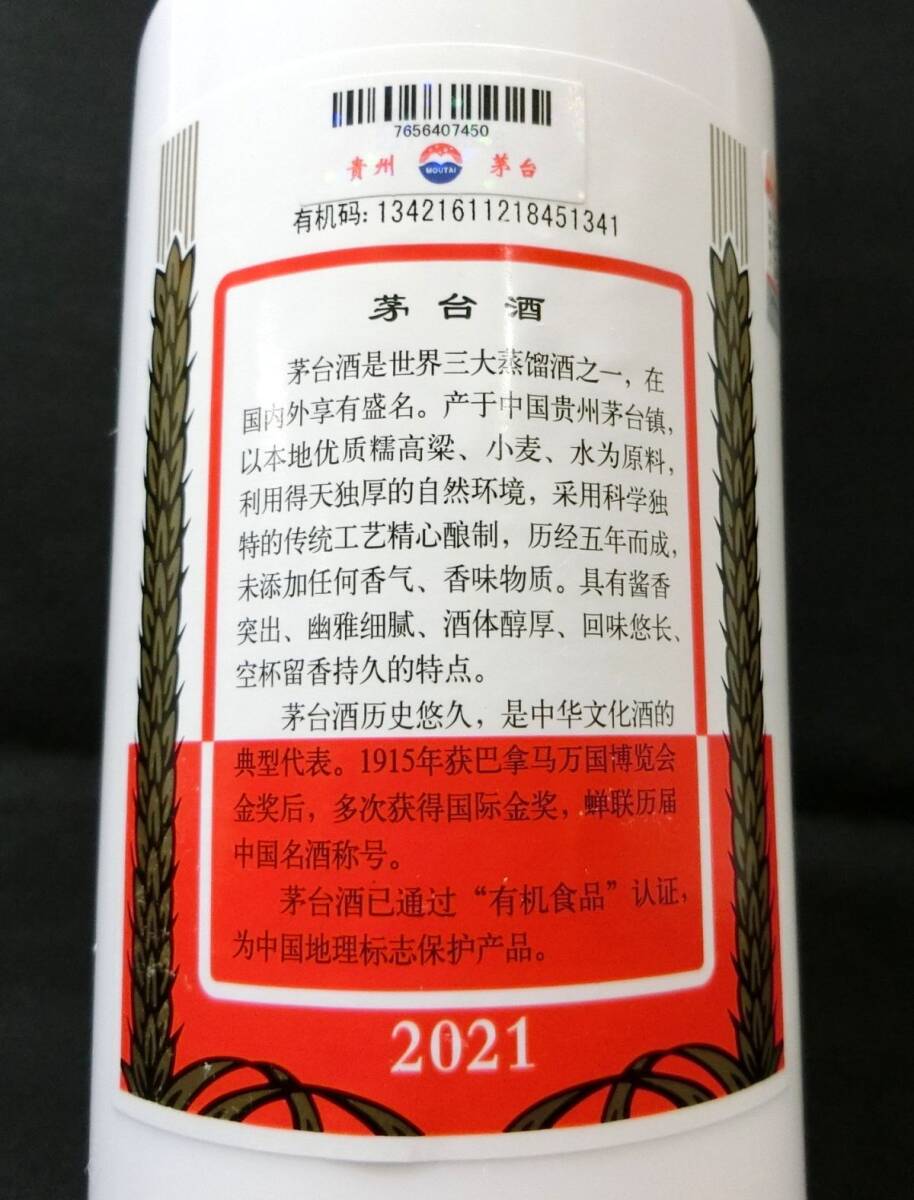 7656407450
貴州 MOUTAI 茅台
有机码: 13421611218451341
茅台酒
茅台酒是世界三大蒸馏酒之一，在
国内外享有盛名。产于中国贵州茅台镇，
以本地优质糯高粱、小麦、水为原料，
利用得天独厚的自然环境，采用科学独
特的传统工艺精心酿制，历经五年而成，
未添加任何香气、香味物质。具有酱香
突出、幽雅细腻、酒体醇厚、回味悠长、
空杯留香持久的特点。
茅台酒历史悠久，是中华文化酒的
典型代表。1915年获巴拿马万国博览会
金奖后，多次获得国际金奖，蝉联历届
中国名酒称号。
茅台酒已通过“有机食品”认证，
为中国地理标志保护产品。
2021